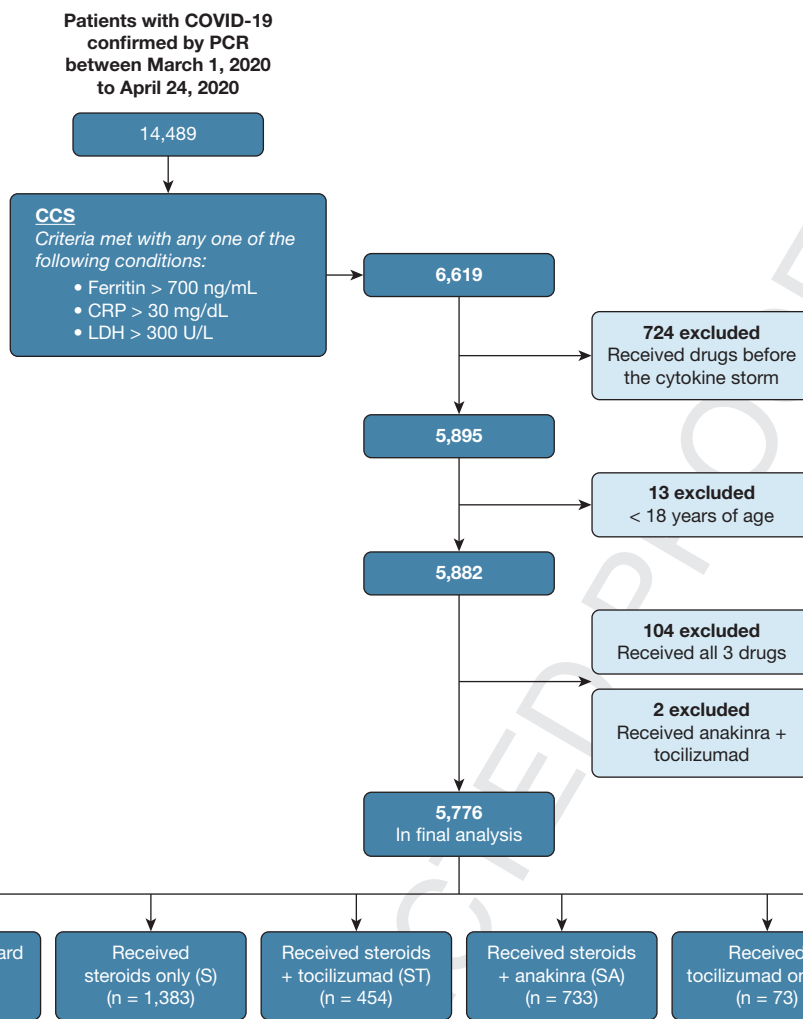 Patients with COVID-19
confirmed by PCR
between March 1, 2020
to April 24, 2020
14,489
CCS
Criteria met with any one of the
following conditions:
• Ferritin > 700 ng/mL
• CRP > 30 mg/dL
• LDH > 300 U/L
6,619
724 excluded
Received drugs before
the cytokine storm
5,895
13 excluded
< 18 years of age
5,882
104 excluded
Received all 3 drugs
2 excluded
Received anakinra +
tocilizumad
5,776
In final analysis
Received
steroids only (S)
(n = 1,383)
Received steroids
+ tocilizumad (ST)
(n = 454)
Received steroids
+ anakinra (SA)
(n = 733)
Received
tocilizumad
(n = 73)